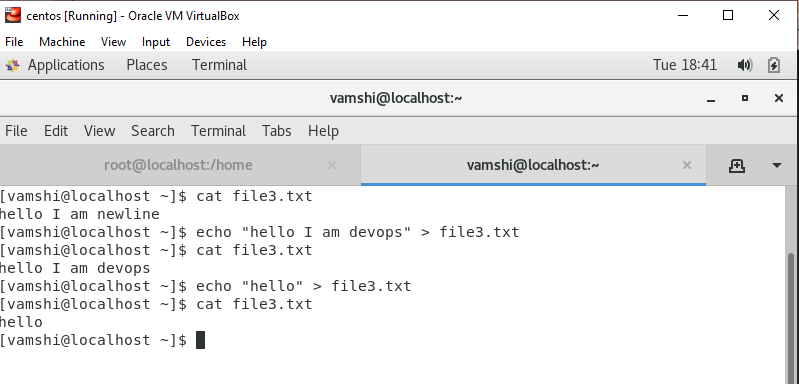 centos [Running] - Oracle VM VirtualBox
File Machine View Input Devices Help
Applications Places Terminal Tue 18:41
vamshi@localhost:~
File Edit View Search Terminal Tabs Help
root@localhost:/home vamshi@localhost:~
[vamshi@localhost ~]$ cat file3.txt
hello I am newline
[vamshi@localhost ~]$ echo "hello I am devops" > file3.txt
[vamshi@localhost ~]$ cat file3.txt
hello I am devops
[vamshi@localhost ~]$ echo "hello" > file3.txt
[vamshi@localhost ~]$ cat file3.txt
hello
[vamshi@localhost ~]$